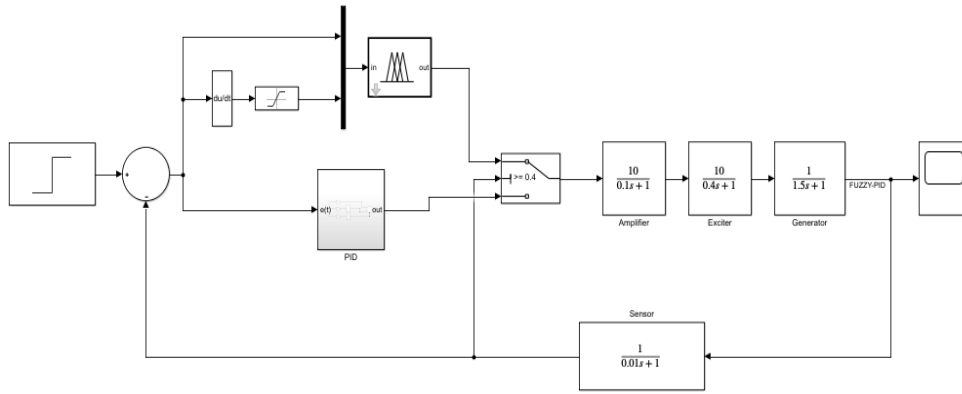 du/dt
in
out
+
-
e(t)
out
PID
>= 0.4
10
0.1s + 1
Amplifier
10
0.4s + 1
Exciter
1
1.5s + 1
Generator
FUZZY-PID
Sensor
1
0.01s + 1